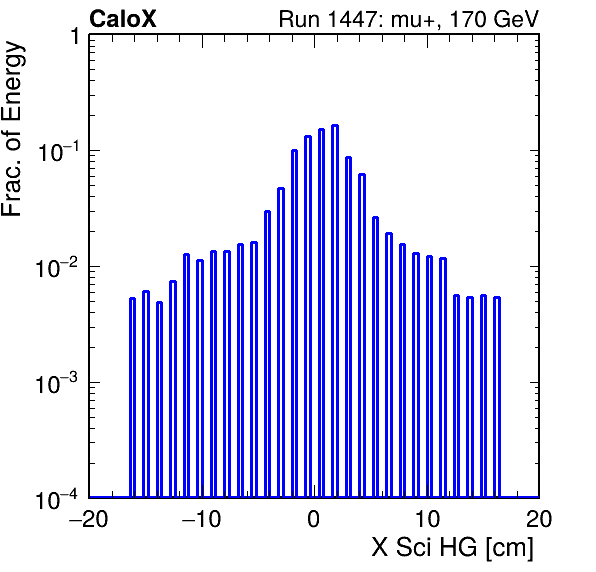 CaloX Run 1447: mu+, 170 GeV
Frac. of Energy
1
10⁻¹
10⁻²
10⁻³
10⁻⁴
−20 −10 0 10 20
X Sci HG [cm]